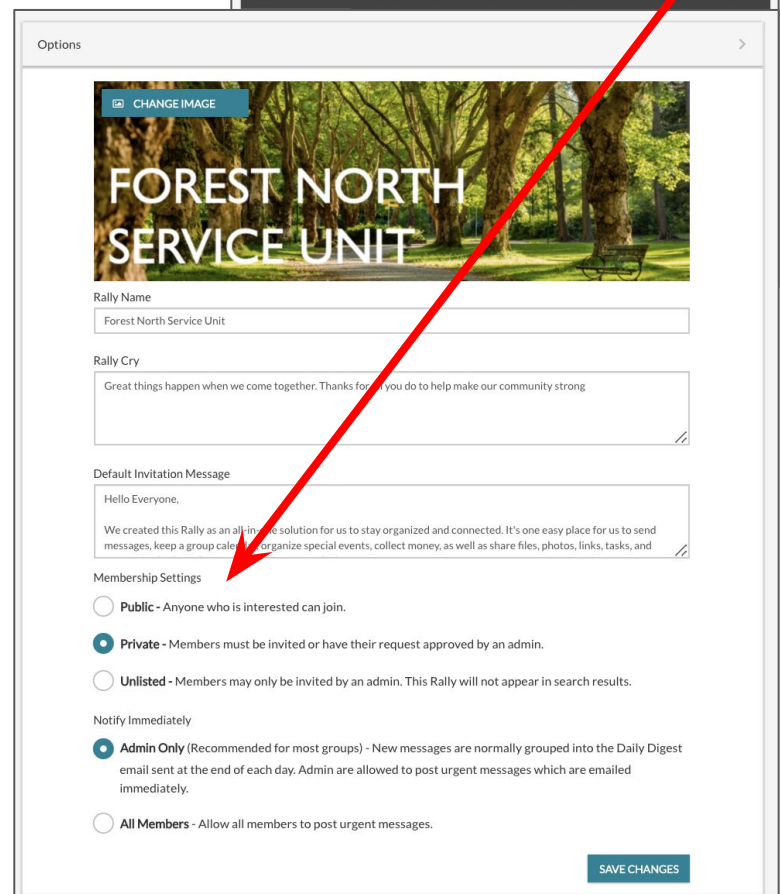 Options
CHANGE IMAGE
FOREST NORTH
SERVICE UNIT
Rally Name
Forest North Service Unit
Rally Cry
Great things happen when we come together. Thanks for you do to help make our community strong
Default Invitation Message
Hello Everyone,
We created this Rally as an all-in- solution for us to stay organized and connected. It's one easy place for us to send
messages, keep a group organize special events, collect money, as well as share files, photos, links, tasks, and
Membership Settings
Public - Anyone who is interested can join.
Private - Members must be invited or have their request approved by an admin.
Unlisted - Members may only be invited by an admin. This Rally will not appear in search results.
Notify Immediately
Admin Only (Recommended for most groups) - New messages are normally grouped into the Daily Digest
email sent at the end of each day. Admin are allowed to post urgent messages which are emailed
immediately.
All Members - Allow all members to post urgent messages.
SAVE CHANGES